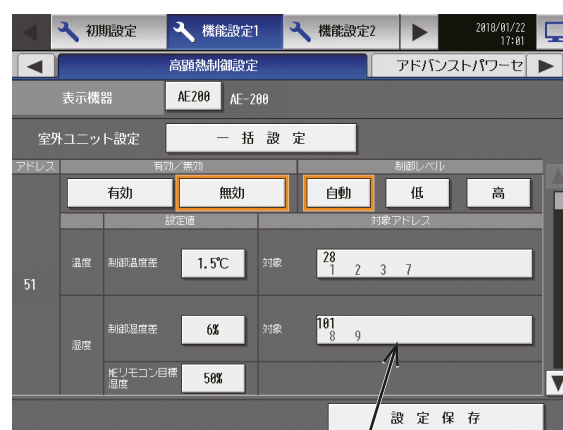 初期設定 機能設定1 機能設定2 2018/01/22
17:01
高顕熱制御設定 アドバンストパワーセ
表示機器 AE200 AE-200
室外ユニット設定 一 括 設 定
アドレス 有効/無効 制御レベル
有効 無効 自動 低 高
設定値 対象アドレス
温度 制御温度差 1.5℃ 対象 28
1 2 3 7
51
湿度 制御湿度差 6% 対象 101
8 9
MEリモコン目標
湿度 50%
設 定 保 存